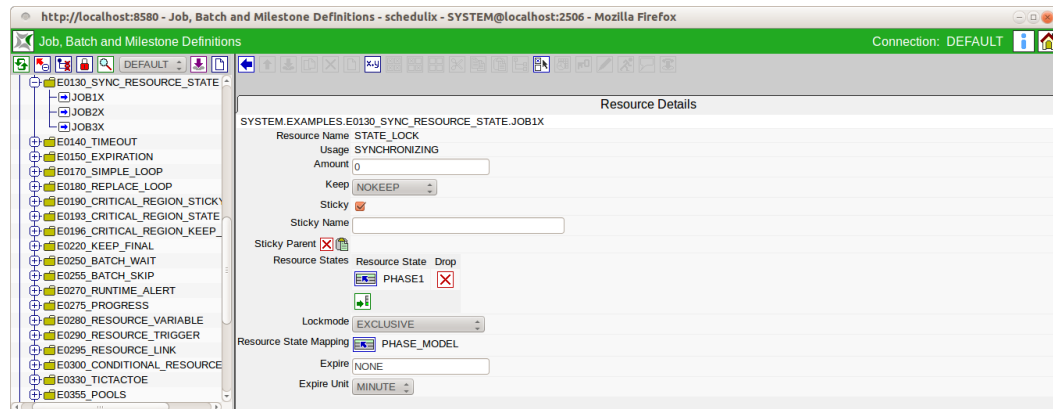 http://localhost:8580 - Job, Batch and Milestone Definitions - schedulix - SYSTEM@localhost:2506 - Mozilla Firefox
Job, Batch and Milestone Definitions
Connection: DEFAULT
DEFAULT
x.y
E0130_SYNC_RESOURCE_STATE
JOB1X
JOB2X
JOB3X
E0140_TIMEOUT
E0150_EXPIRATION
E0170_SIMPLE_LOOP
E0180_REPLACE_LOOP
E0190_CRITICAL_REGION_STICKY
E0193_CRITICAL_REGION_STATE
E0196_CRITICAL_REGION_KEEP_
E0220_KEEP_FINAL
E0250_BATCH_WAIT
E0255_BATCH_SKIP
E0270_RUNTIME_ALERT
E0275_PROGRESS
E0280_RESOURCE_VARIABLE
E0290_RESOURCE_TRIGGER
E0295_RESOURCE_LINK
E0300_CONDITIONAL_RESOURCE
E0330_TICTACTOE
E0355_POOLS
Resource Details
SYSTEM.EXAMPLES.E0130_SYNC_RESOURCE_STATE.JOB1X
Resource Name STATE_LOCK
Usage SYNCHRONIZING
Amount 0
Keep NOKEEP
Sticky
Sticky Name
Sticky Parent
Resource States Resource State Drop
PHASE1
Lockmode EXCLUSIVE
Resource State Mapping PHASE_MODEL
Expire NONE
Expire Unit MINUTE